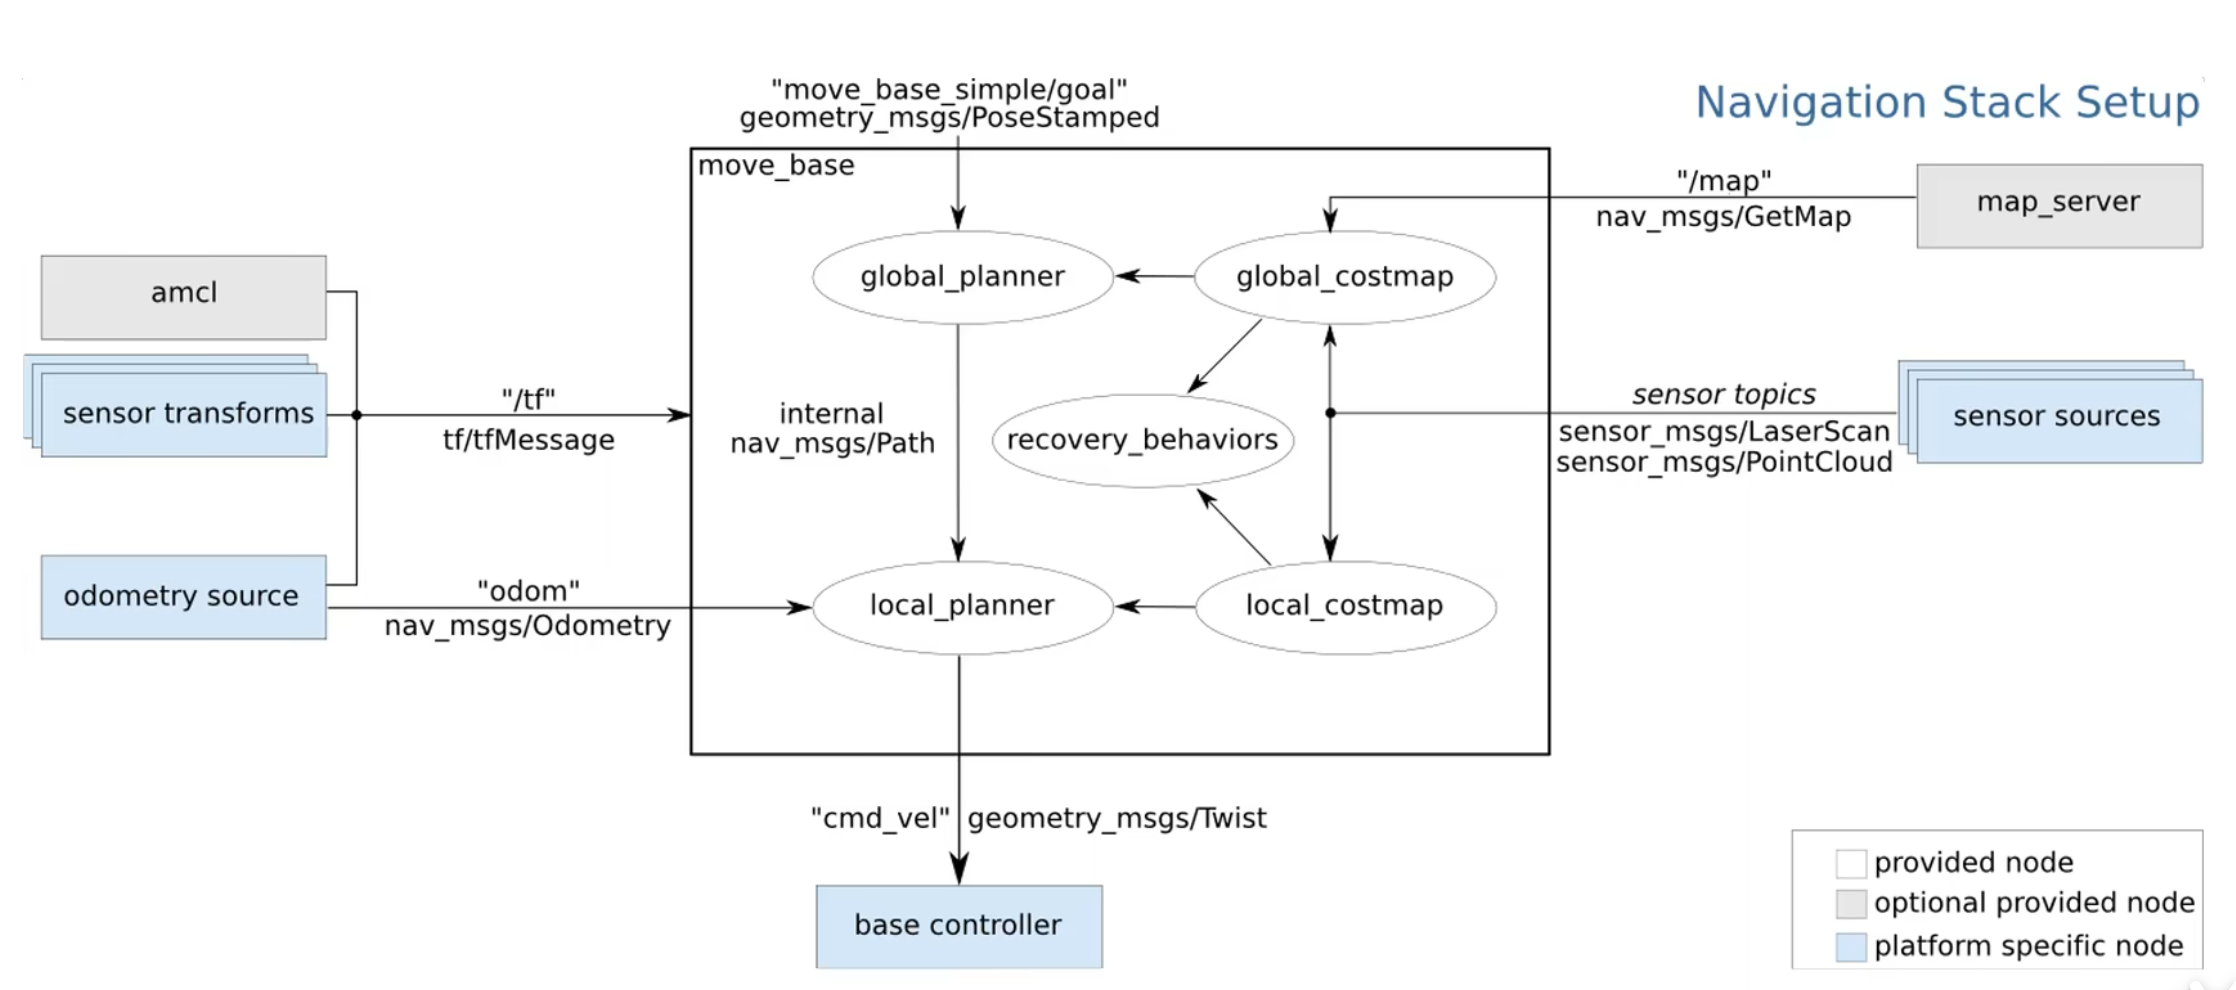 "move_base_simple/goal"
geometry_msgs/PoseStamped
Navigation Stack Setup
move_base
"/map"
nav_msgs/GetMap
map_server
global_planner
global_costmap
amcl
sensor transforms
"/tf"
tf/tfMessage
internal
nav_msgs/Path
recovery_behaviors
sensor topics
sensor_msgs/LaserScan
sensor_msgs/PointCloud
sensor sources
odometry source
"odom"
nav_msgs/Odometry
local_planner
local_costmap
"cmd_vel" geometry_msgs/Twist
base controller
provided node
optional provided node
platform specific node